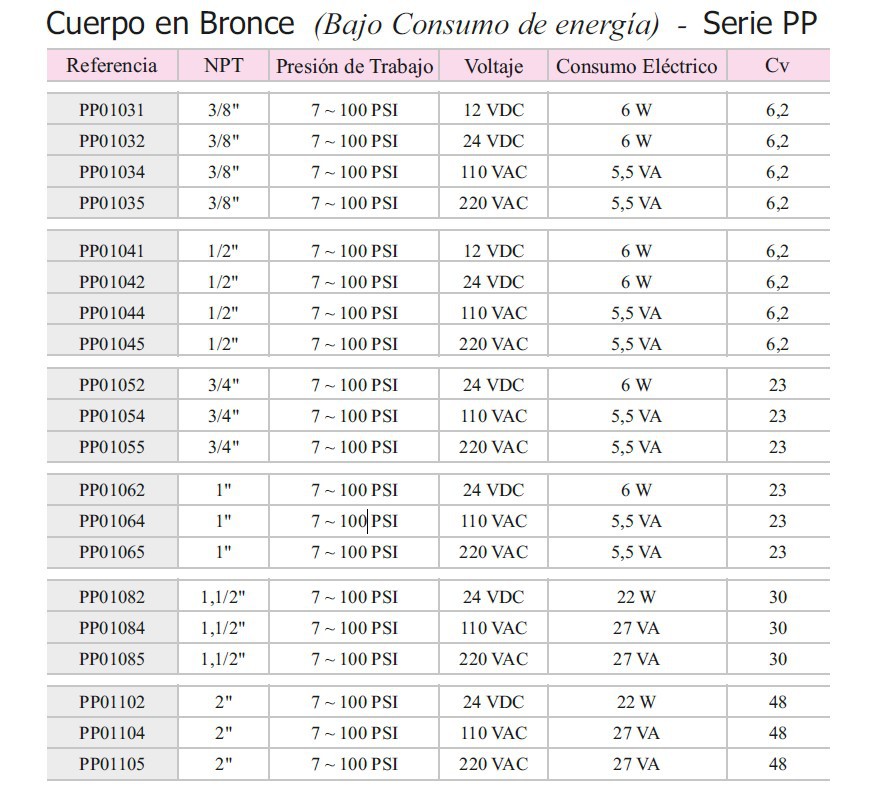 Cuerpo en Bronce (Bajo Consumo de energía) - Serie PP
Referencia NPT Presión de Trabajo Voltaje Consumo Eléctrico Cv
PP01031 3/8" 7 ~ 100 PSI 12 VDC 6 W 6,2
PP01032 3/8" 7 ~ 100 PSI 24 VDC 6 W 6,2
PP01034 3/8" 7 ~ 100 PSI 110 VAC 5,5 VA 6,2
PP01035 3/8" 7 ~ 100 PSI 220 VAC 5,5 VA 6,2
PP01041 1/2" 7 ~ 100 PSI 12 VDC 6 W 6,2
PP01042 1/2" 7 ~ 100 PSI 24 VDC 6 W 6,2
PP01044 1/2" 7 ~ 100 PSI 110 VAC 5,5 VA 6,2
PP01045 1/2" 7 ~ 100 PSI 220 VAC 5,5 VA 6,2
PP01052 3/4" 7 ~ 100 PSI 24 VDC 6 W 23
PP01054 3/4" 7 ~ 100 PSI 110 VAC 5,5 VA 23
PP01055 3/4" 7 ~ 100 PSI 220 VAC 5,5 VA 23
PP01062 1" 7 ~ 100 PSI 24 VDC 6 W 23
PP01064 1" 7 ~ 100 PSI 110 VAC 5,5 VA 23
PP01065 1" 7 ~ 100 PSI 220 VAC 5,5 VA 23
PP01082 1,1/2" 7 ~ 100 PSI 24 VDC 22 W 30
PP01084 1,1/2" 7 ~ 100 PSI 110 VAC 27 VA 30
PP01085 1,1/2" 7 ~ 100 PSI 220 VAC 27 VA 30
PP01102 2" 7 ~ 100 PSI 24 VDC 22 W 48
PP01104 2" 7 ~ 100 PSI 110 VAC 27 VA 48
PP01105 2" 7 ~ 100 PSI 220 VAC 27 VA 48